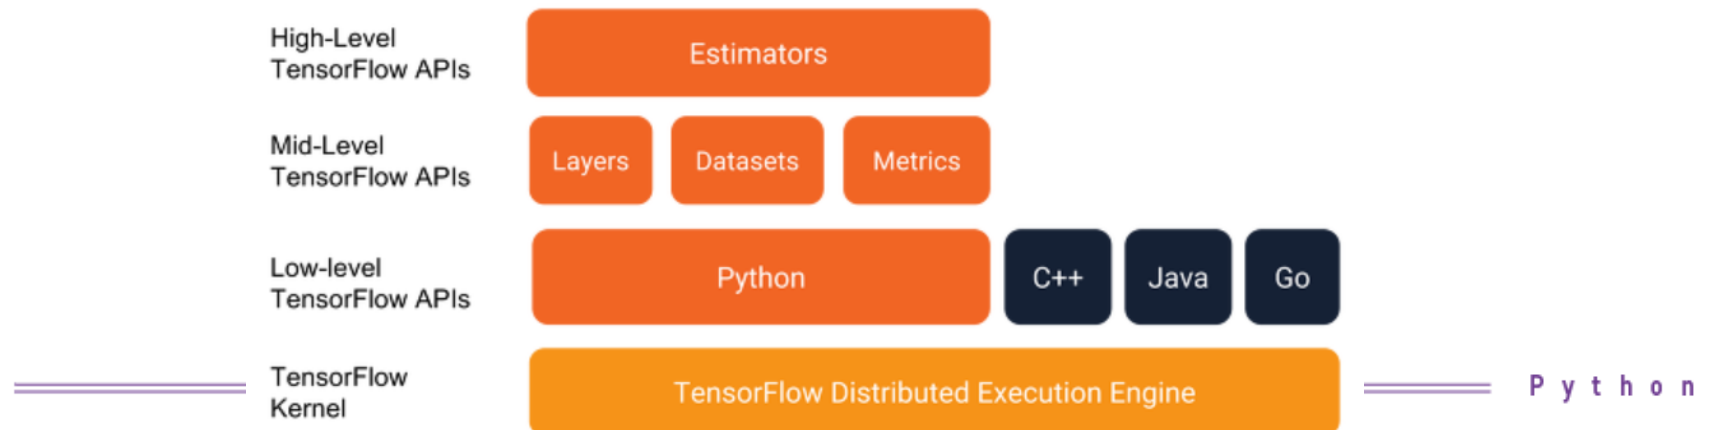 High-Level
TensorFlow APIs
Estimators
Mid-Level
TensorFlow APIs
Layers
Datasets
Metrics
Low-level
TensorFlow APIs
Python
C++
Java
Go
TensorFlow
Kernel
TensorFlow Distributed Execution Engine
Python